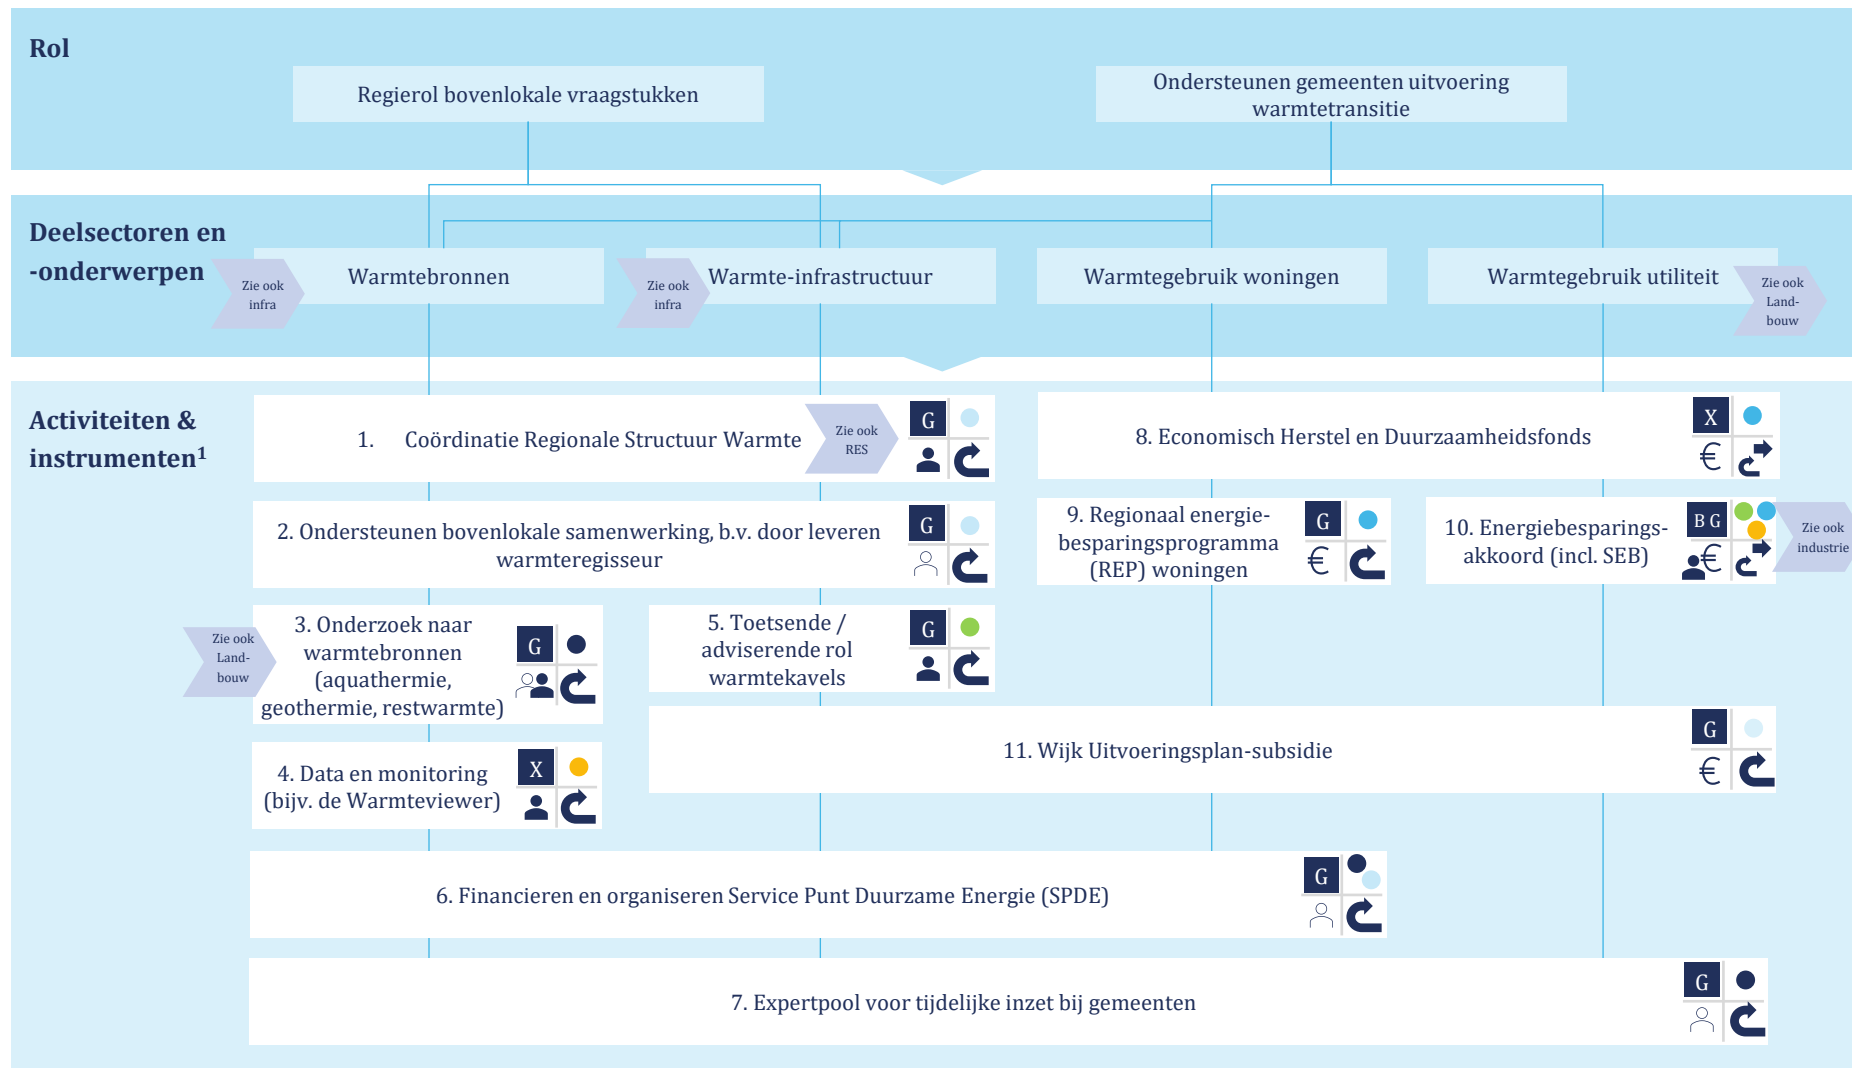 Rol
Regierol bovenlokale vraagstukken
Ondersteunen gemeenten uitvoering
warmtetransitie
Deelsectoren en
-onderwerpen
Zie ook
infra
Warmtebronnen
Zie ook
infra
Warmte-infrastructuur
Warmtegebruik woningen
Warmtegebruik utiliteit
Zie ook
Land-
bouw
Activiteiten &
instrumenten¹
1. Coördinatie Regionale Structuur Warmte
Zie ook
RES
G
8. Economisch Herstel en Duurzaamheidsfonds
X
€
2. Ondersteunen bovenlokale samenwerking, b.v. door leveren
warmteregisseur
G
9. Regionaal energie-
besparingsprogramma
(REP) woningen
G
€
10. Energiebesparings-
akkoord (incl. SEB)
B G
€
Zie ook
industrie
Zie ook
Land-
bouw
3. Onderzoek naar
warmtebronnen
(aquathermie,
geothermie, restwarmte)
G
5. Toetsende /
adviserende rol
warmtekavels
G
11. Wijk Uitvoeringsplan-subsidie
G
€
4. Data en monitoring
(bijv. de Warmteviewer)
X
6. Financieren en organiseren Service Punt Duurzame Energie (SPDE)
G
7. Expertpool voor tijdelijke inzet bij gemeenten
G